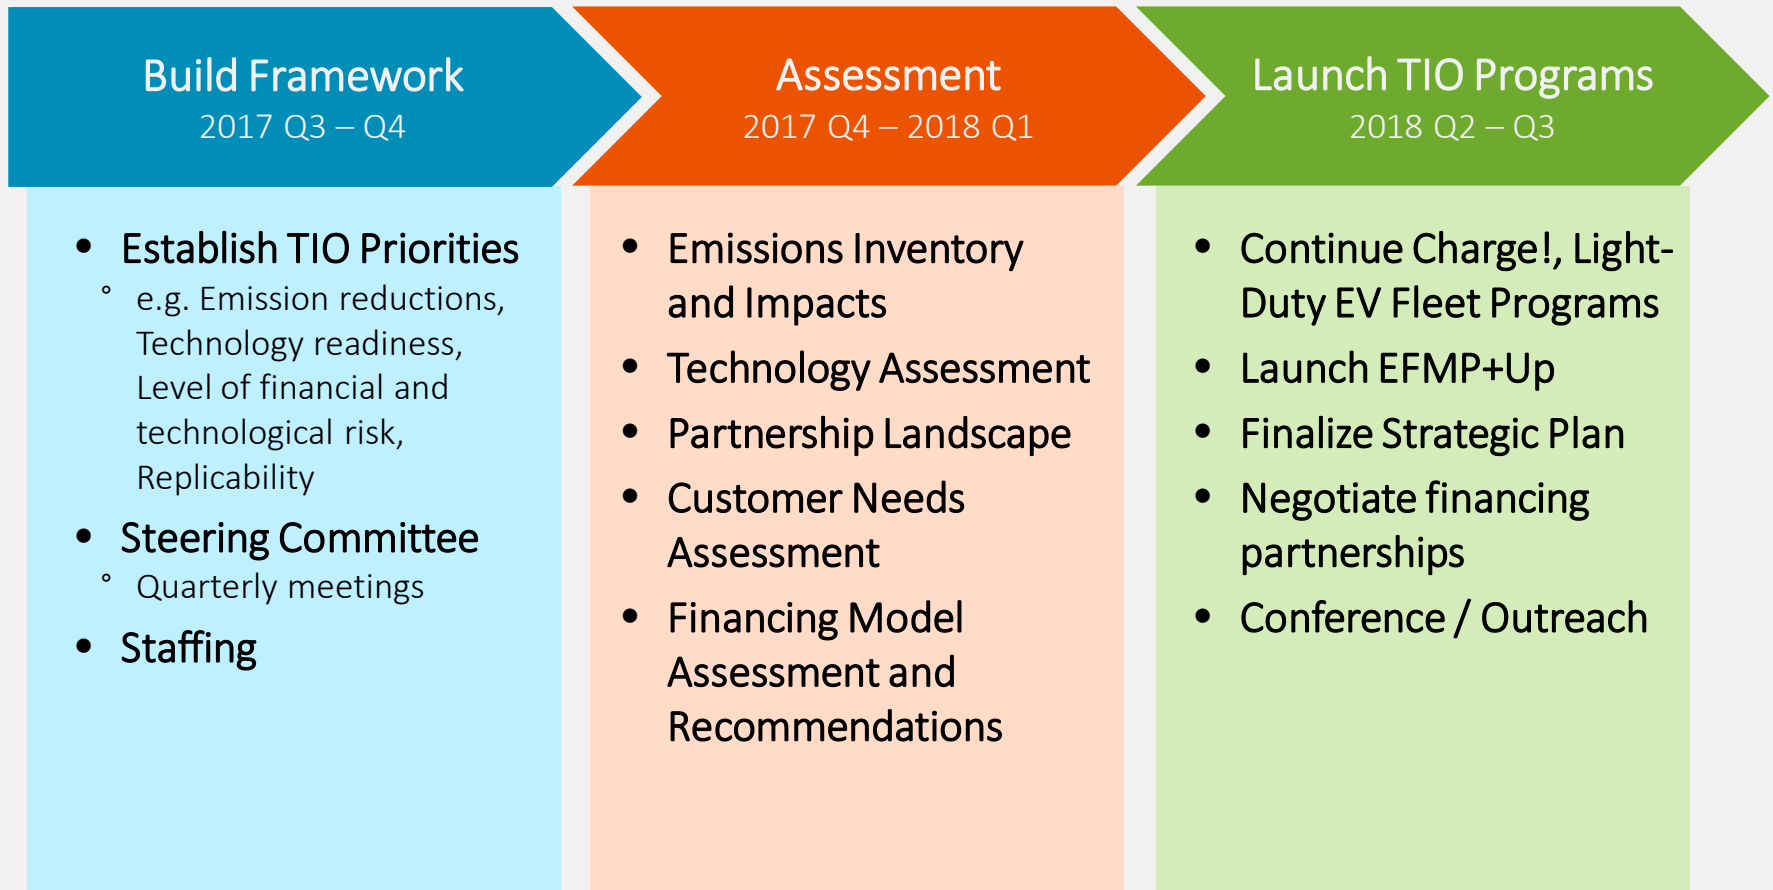 Build Framework
2017 Q3 – Q4
• Establish TIO Priorities
° e.g. Emission reductions,
Technology readiness,
Level of financial and
technological risk,
Replicability
• Steering Committee
° Quarterly meetings
• Staffing
Assessment
2017 Q4 – 2018 Q1
• Emissions Inventory
and Impacts
• Technology Assessment
• Partnership Landscape
• Customer Needs
Assessment
• Financing Model
Assessment and
Recommendations
Launch TIO Programs
2018 Q2 – Q3
• Continue Charge!, Light-
Duty EV Fleet Programs
• Launch EFMP+Up
• Finalize Strategic Plan
• Negotiate financing
partnerships
• Conference / Outreach